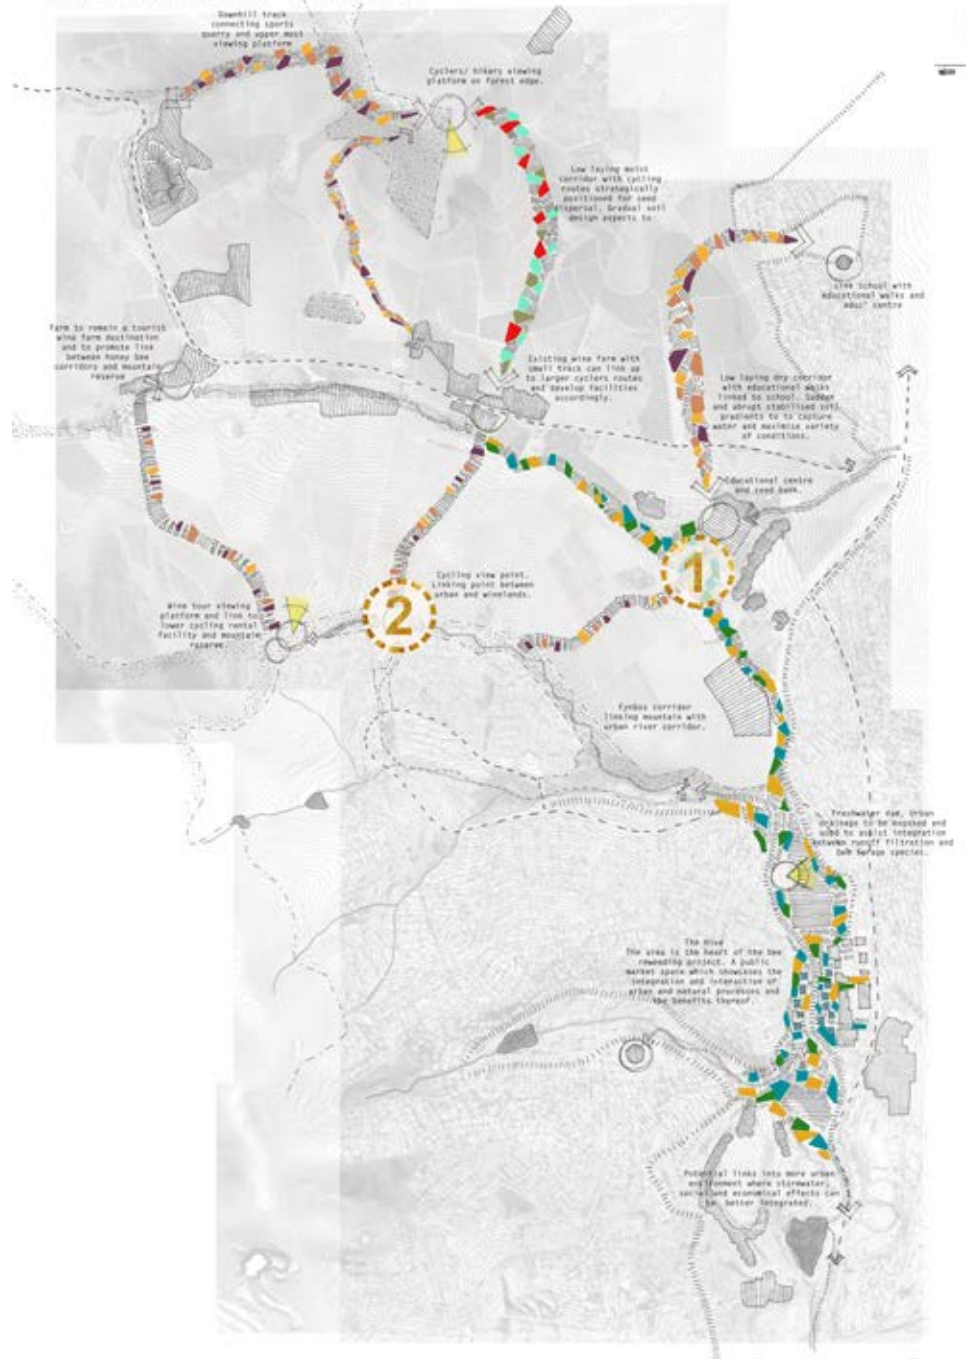 Downhill track
connecting sports
quarry and upper most
viewing platform
Cyclers/ hikers viewing
platform on forest edge.
Low laying moist
corridor with cycling
routes strategically
positioned for seed
dispersal. Gradual soil
design aspects to
Link school with
educational walks and
educ' centre
Farm to remain a tourist
wine farm destination
and to promote link
between honey bee
corridors and mountain
reserve
Existing wine farm with
small track can link up
to larger cyclers routes
and develop facilities
accordingly.
Low laying dry corridor
with educational walks
linked to school. Sudden
and abrupt stabilised soil
gradients to to capture
water and maximise variety
of conditions.
Educational centre
and seed bank.
1
Cycling view point.
Linking point between
urban and winelands.
2
Wine tour viewing
platform and link to
lower cycling rental
facility and mountain
reserve.
Fynbos corridor
linking mountain with
urban river corridor.
Freshwater dam, Urban
drainage to be exposed and
used to assist integration
between runoff filtration and
bee forage species.
The Hive
The area is the heart of the bee
rewending project. A public
market space which showcases the
integration and interaction of
urban and natural processes and
the benefits thereof.
Potential links into more urban
environment where stormwater,
social and economical effects can
be better integrated.